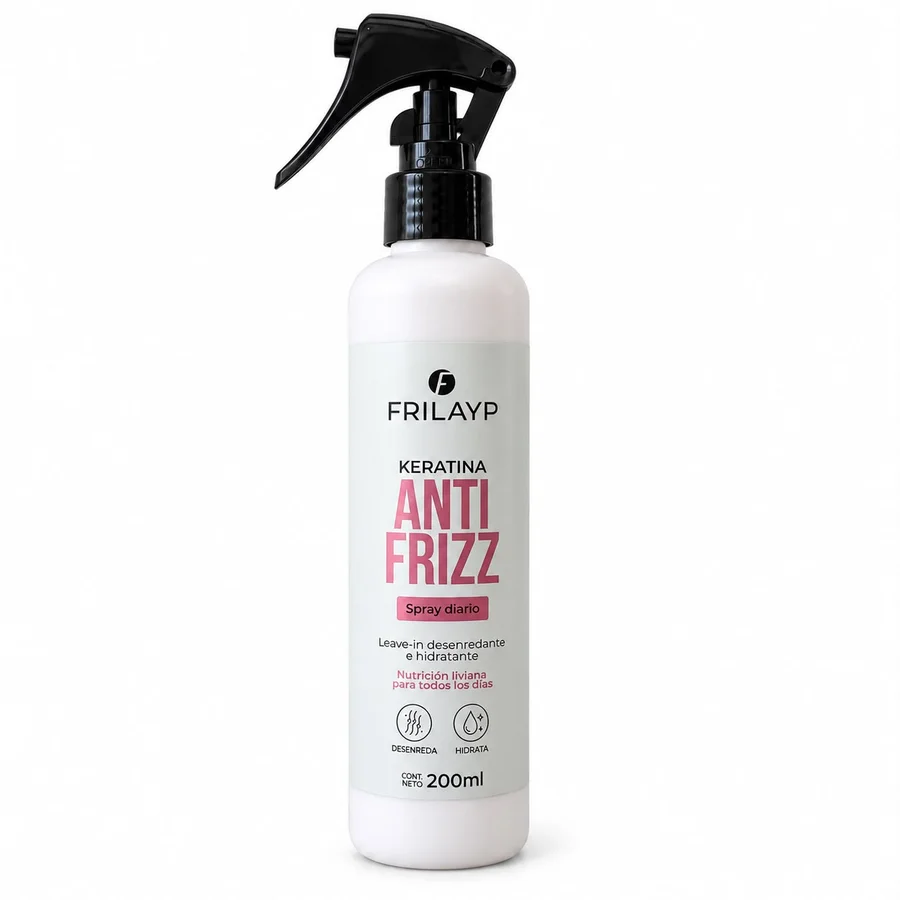 FRILAYP
KERATINA
ANTI
FRIZZ
Spray diario
Leave-in desenredante
e hidratante
Nutrición liviana
para todos los días
DESENREDA
HIDRATA
CONT.
NETO 200ml